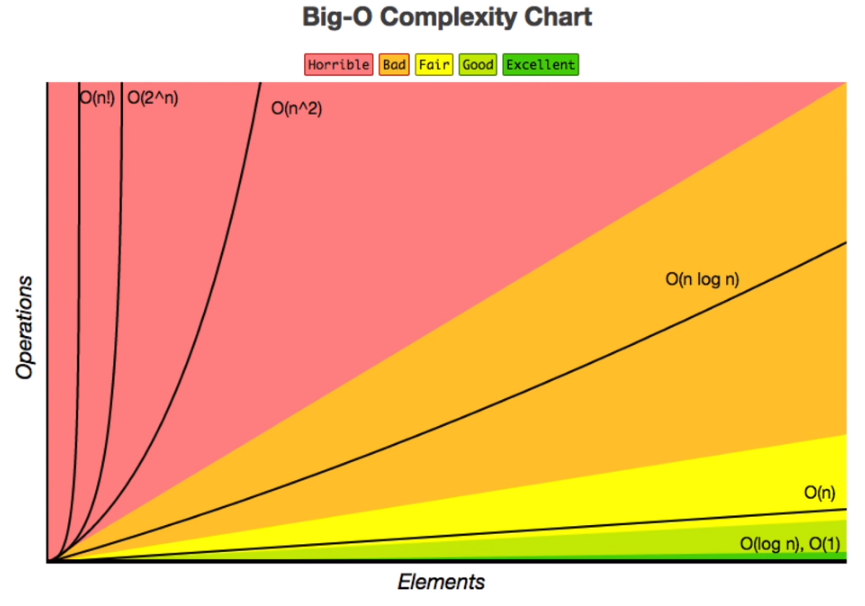 Big-O Complexity Chart
Horrible Bad Fair Good Excellent
O(n!) O(2^n)
O(n^2)
O(n log n)
Operations
O(n)
O(log n), O(1)
Elements